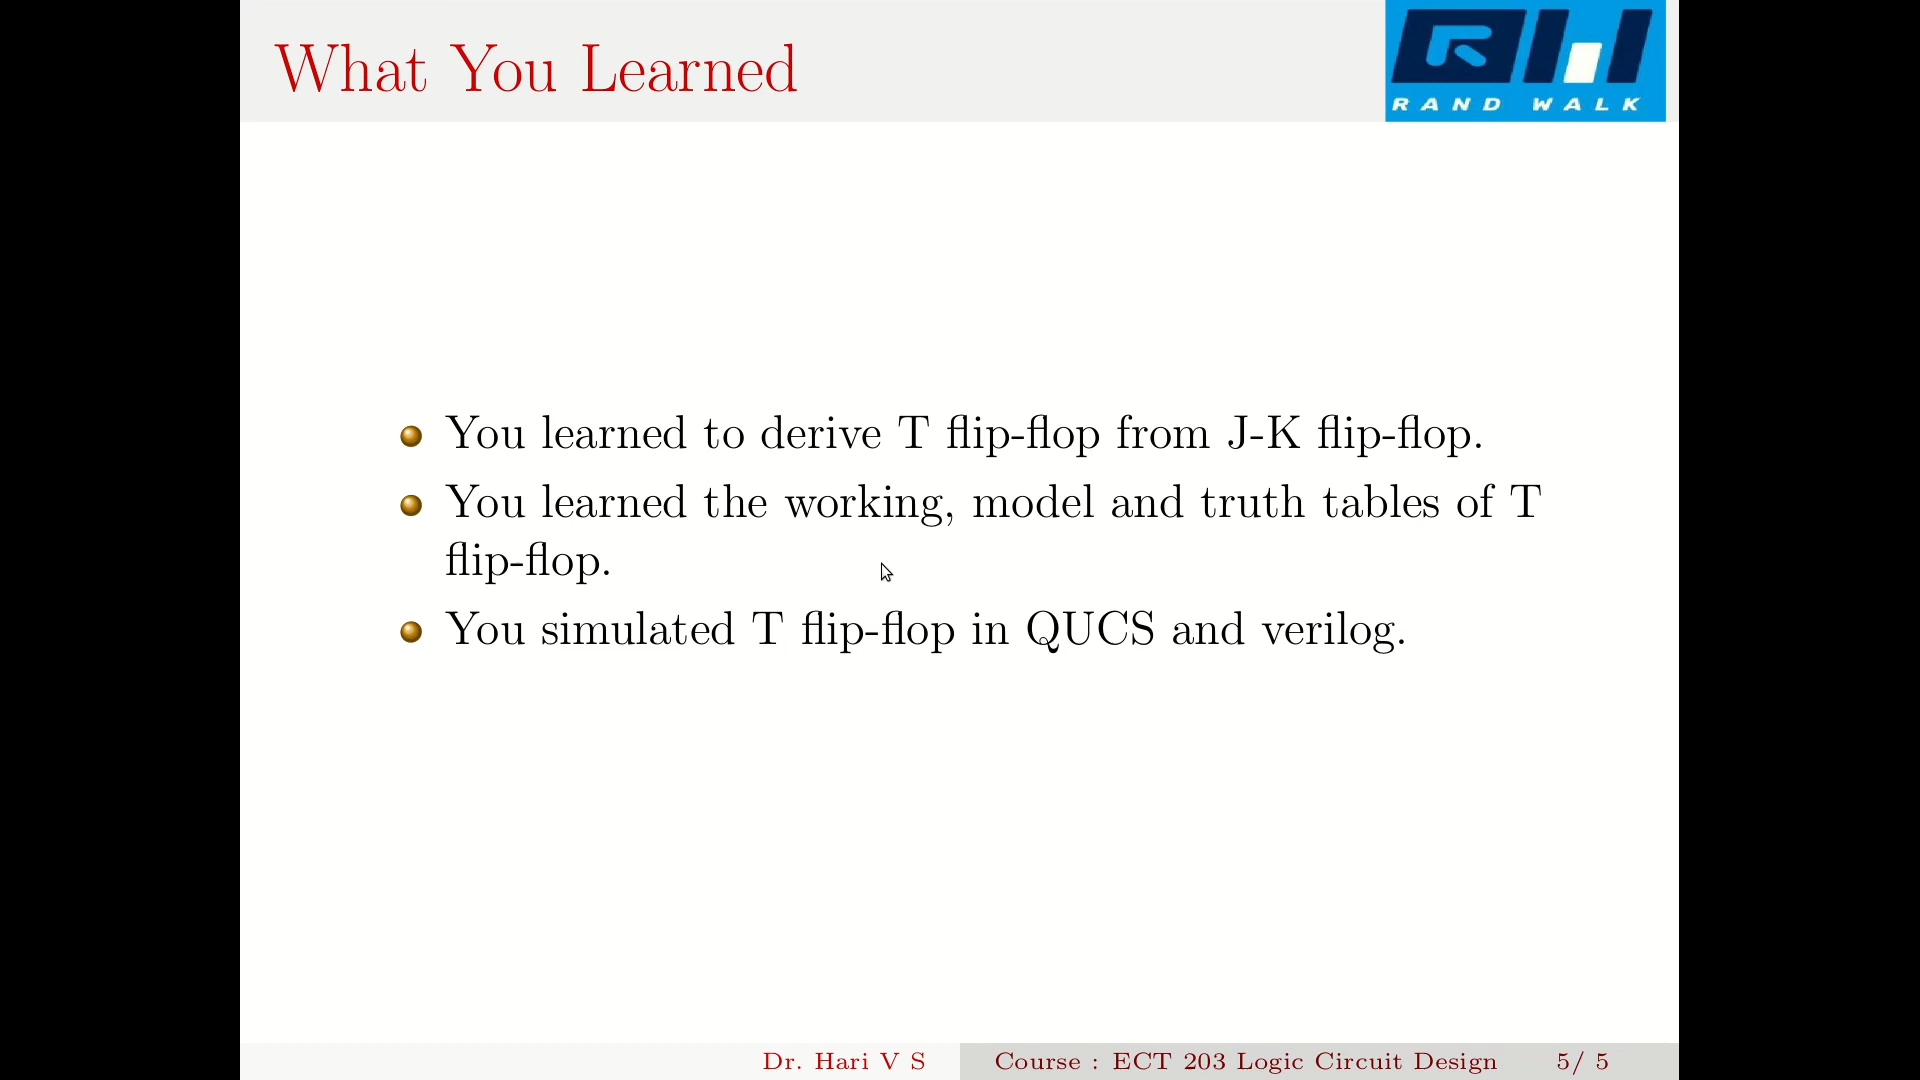 What You Learned
RAND WALK
You learned to derive T flip-flop from J-K flip-flop.
You learned the working, model and truth tables of T
flip-flop.
You simulated T flip-flop in QUCS and verilog.
Dr. Hari V S
Course : ECT 203 Logic Circuit Design 5/ 5